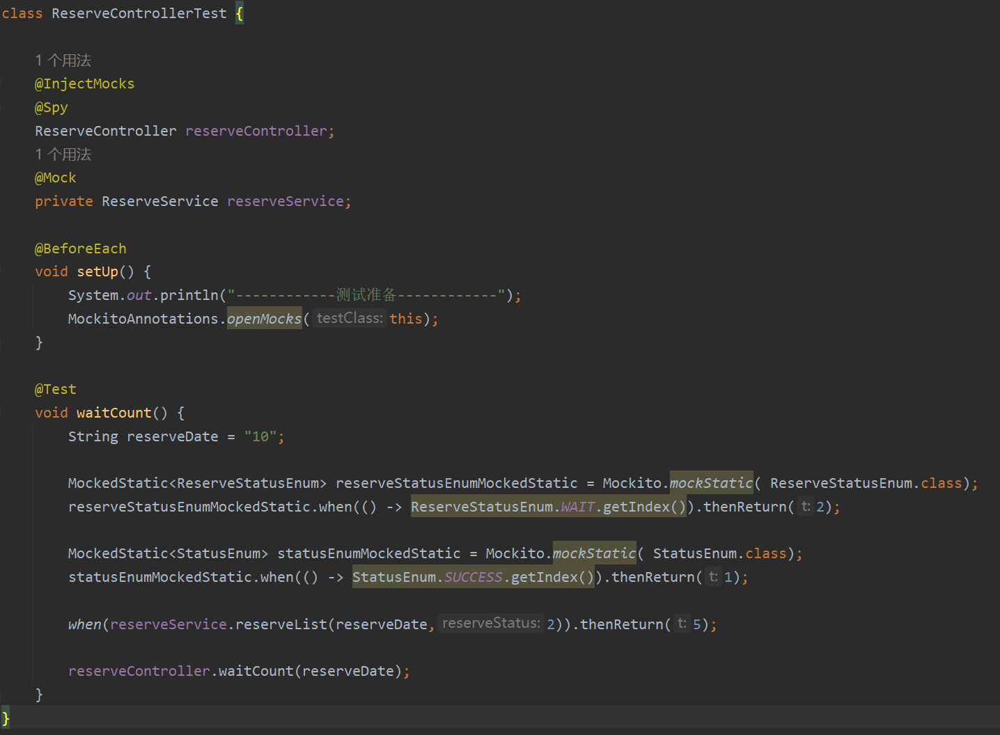 class ReserveControllerTest {
1 个用法
@InjectMocks
@Spy
ReserveController reserveController;
1 个用法
@Mock
private ReserveService reserveService;
@BeforeEach
void setUp() {
System.out.println("------------测试准备------------");
MockitoAnnotations.openMocks( testClass: this);
}
@Test
void waitCount() {
String reserveDate = "10";
MockedStatic<ReserveStatusEnum> reserveStatusEnumMockedStatic = Mockito.mockStatic( ReserveStatusEnum.class);
reserveStatusEnumMockedStatic.when(() -> ReserveStatusEnum.WAIT.getIndex()).thenReturn( t: 2);
MockedStatic<StatusEnum> statusEnumMockedStatic = Mockito.mockStatic( StatusEnum.class);
statusEnumMockedStatic.when(() -> StatusEnum.SUCCESS.getIndex()).thenReturn( t: 1);
when(reserveService.reserveList(reserveDate, reserveStatus: 2)).thenReturn( t: 5);
reserveController.waitCount(reserveDate);
}
}